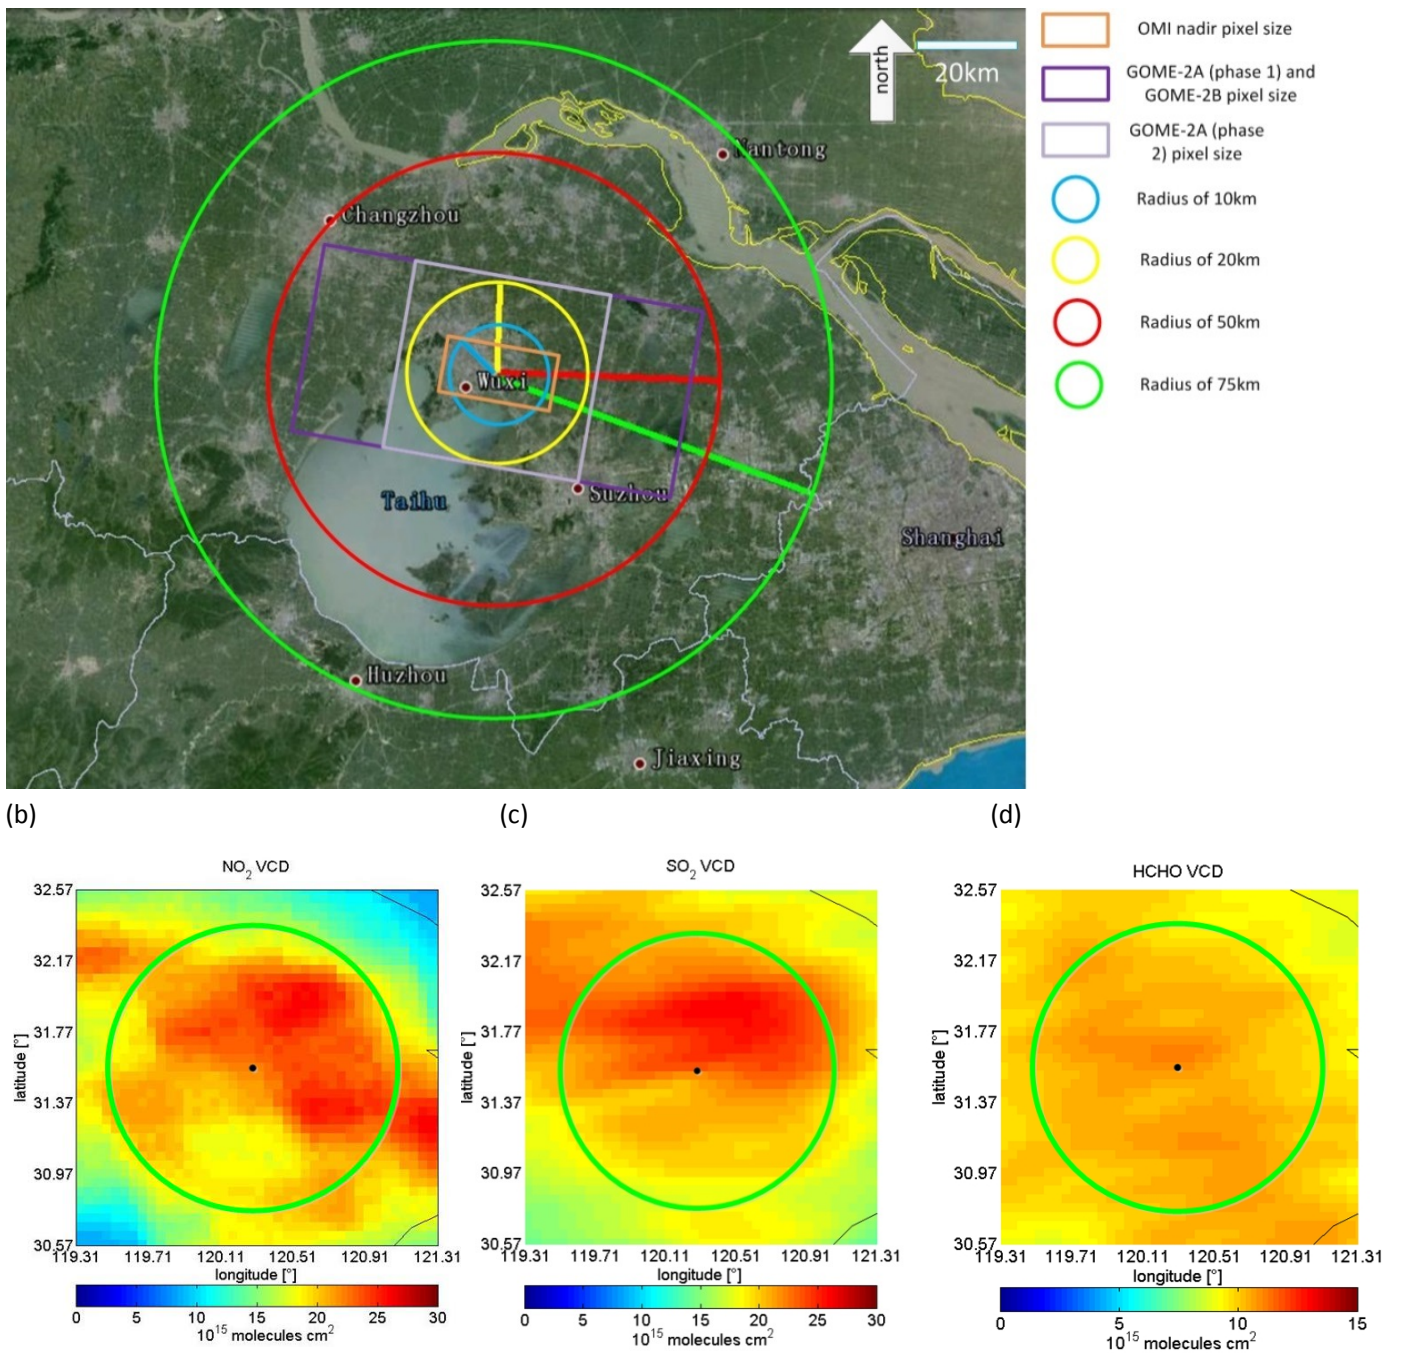 north
20km
Nantong
Changzhou
Wuxi
Taihu
Suzhou
Shanghai
Huzhou
Jiaxing
OMI nadir pixel size
GOME-2A (phase 1) and
GOME-2B pixel size
GOME-2A (phase
2) pixel size
Radius of 10km
Radius of 20km
Radius of 50km
Radius of 75km
(b)
(c)
(d)
NO2 VCD
32.57
32.17
31.77
31.37
30.97
30.57
latitude [°]
119.31 119.71 120.11 120.51 120.91 121.31
longitude [°]
0 5 10 15 20 25 30
10^15 molecules cm^2
SO2 VCD
32.57
32.17
31.77
31.37
30.97
30.57
latitude [°]
119.31 119.71 120.11 120.51 120.91 121.31
longitude [°]
0 5 10 15 20 25 30
10^15 molecules cm^2
HCHO VCD
32.57
32.17
31.77
31.37
30.97
30.57
latitude [°]
119.31 119.71 120.11 120.51 120.91 121.31
longitude [°]
0 5 10 15
10^15 molecules cm^2